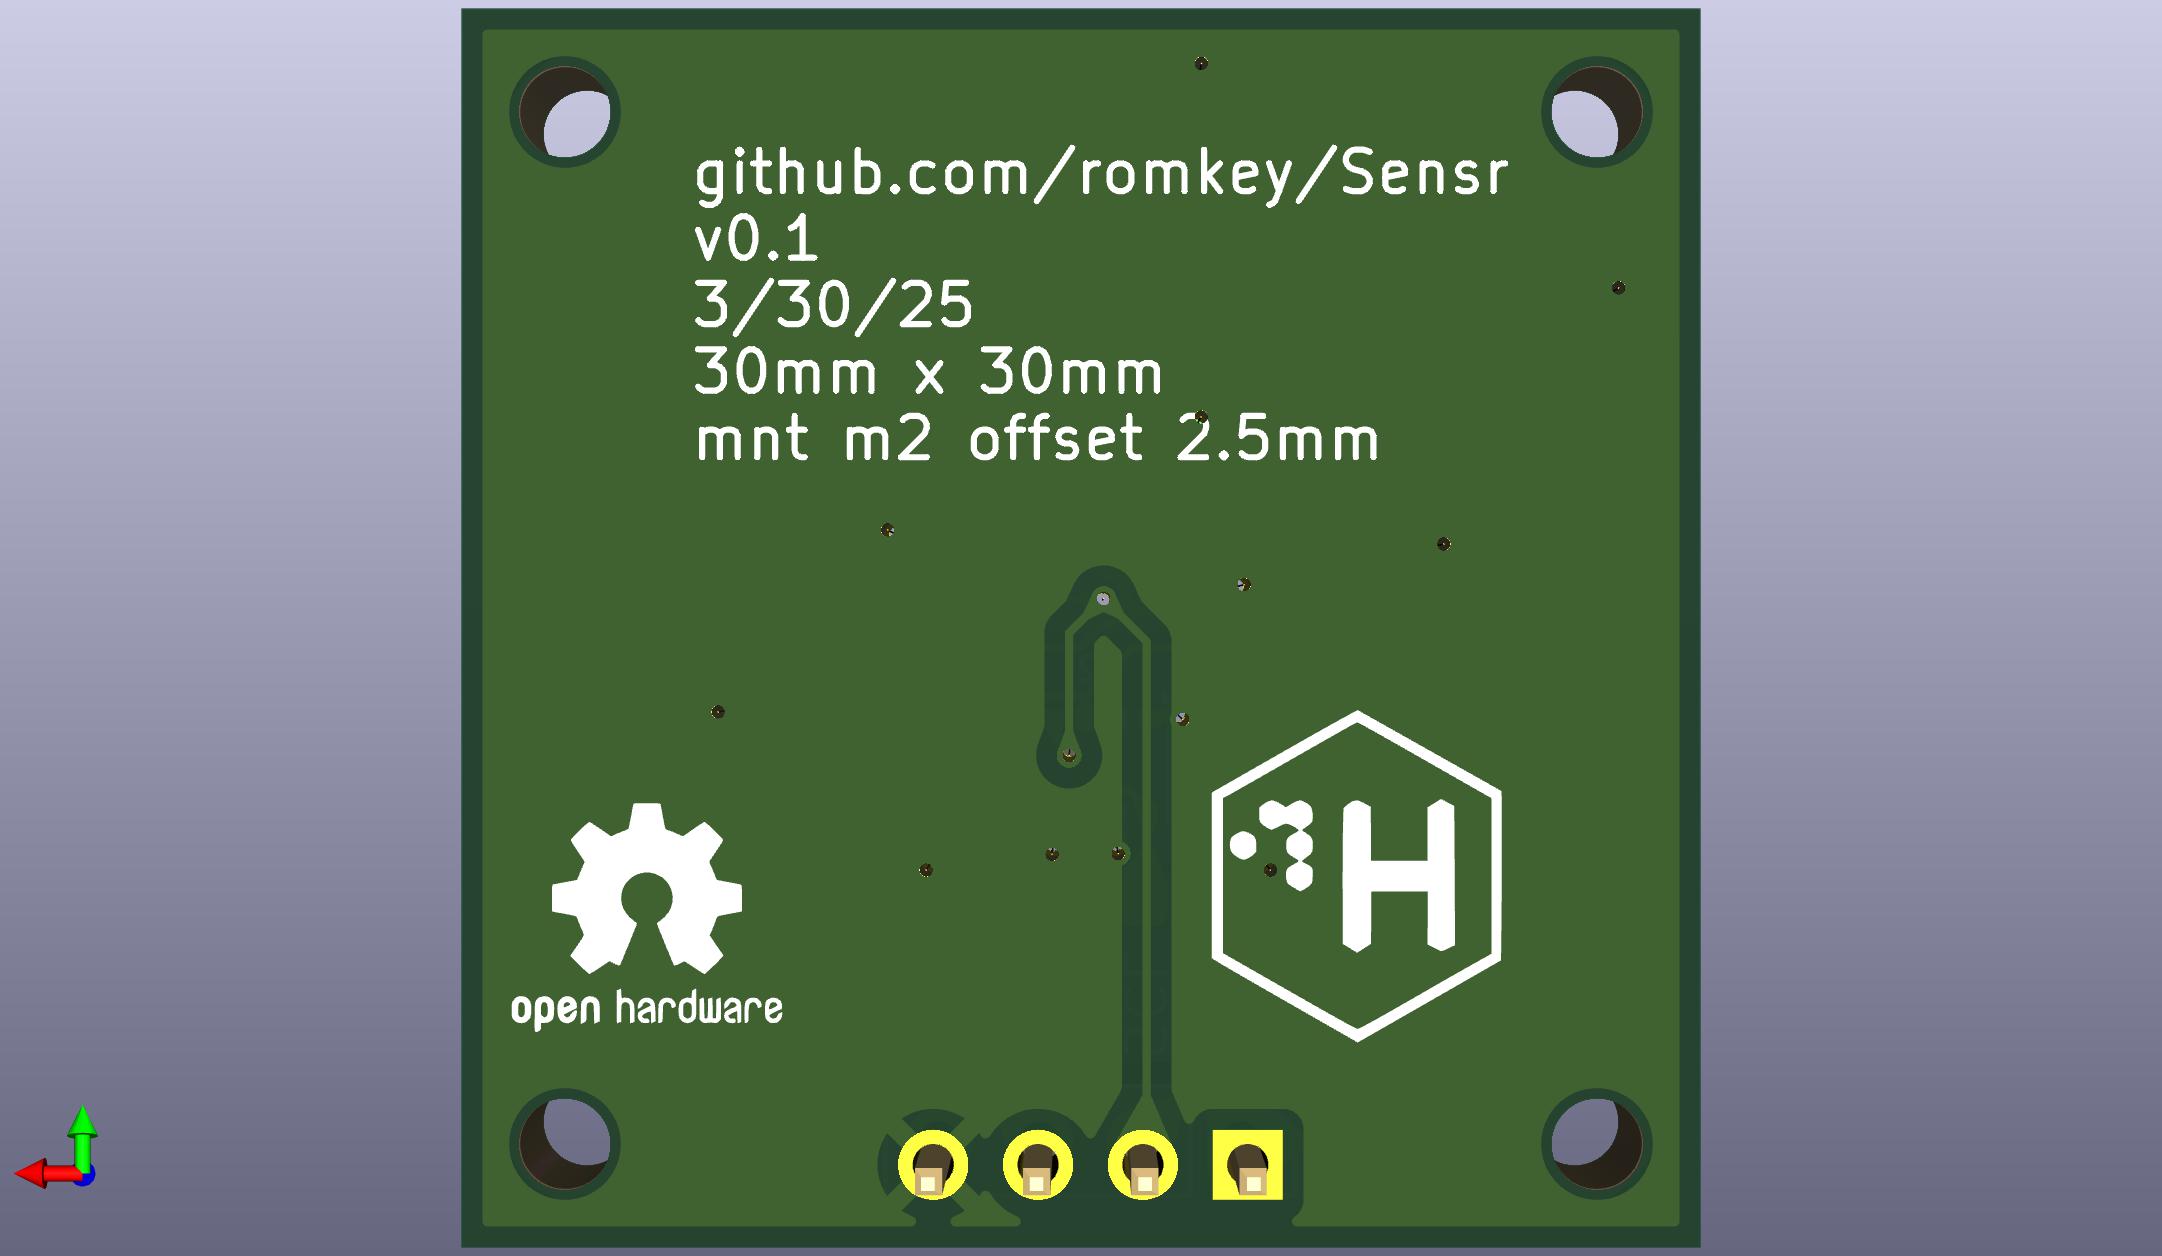 github.com/romkey/Sensr
v0.1
3/30/25
30mm x 30mm
mnt m2 offset 2.5mm
H
open hardware